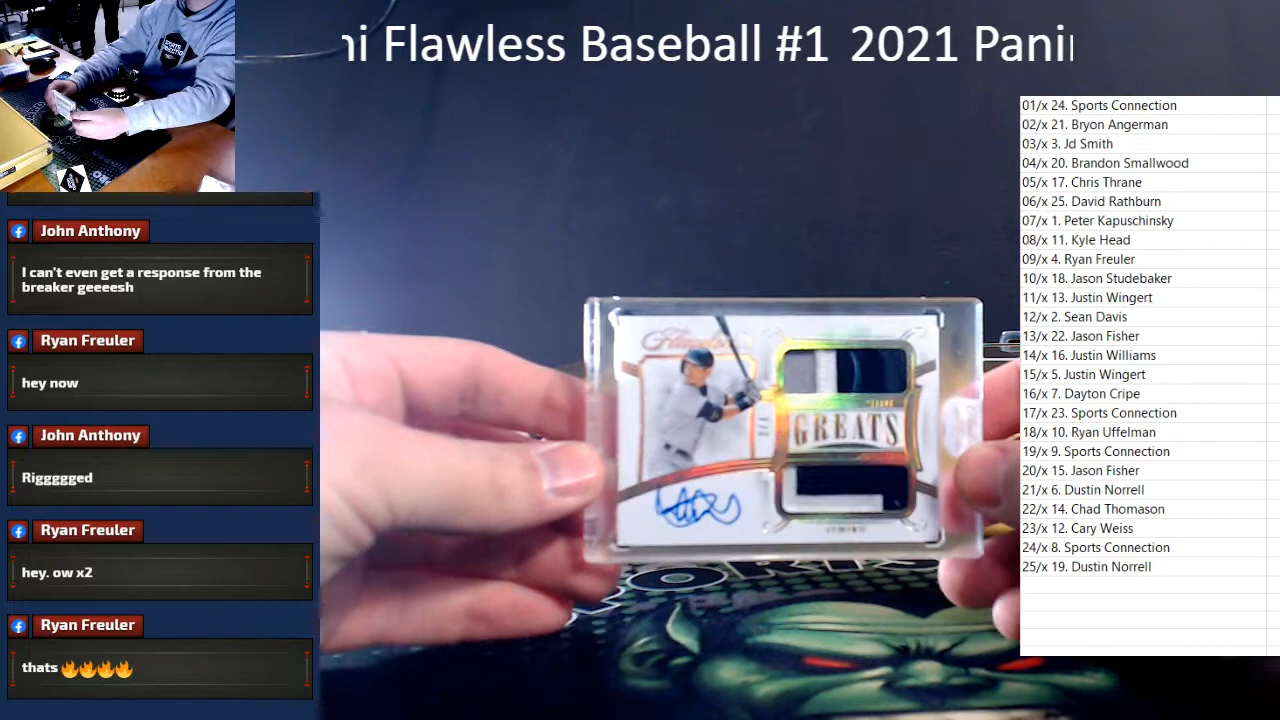 ni Flawless Baseball #1 2021 Panin
John Anthony
I can't even get a response from the
breaker geeeesh
Ryan Freuler
hey now
John Anthony
Rigggggged
Ryan Freuler
hey. ow x2
Ryan Freuler
thats 🔥🔥🔥🔥
Flawless
GREATS
01/x 24. Sports Connection
02/x 21. Bryon Angerman
03/x 3. Jd Smith
04/x 20. Brandon Smallwood
05/x 17. Chris Thrane
06/x 25. David Rathburn
07/x 1. Peter Kapuschinsky
08/x 11. Kyle Head
09/x 4. Ryan Freuler
10/x 18. Jason Studebaker
11/x 13. Justin Wingert
12/x 2. Sean Davis
13/x 22. Jason Fisher
14/x 16. Justin Williams
15/x 5. Justin Wingert
16/x 7. Dayton Cripe
17/x 23. Sports Connection
18/x 10. Ryan Uffelman
19/x 9. Sports Connection
20/x 15. Jason Fisher
21/x 6. Dustin Norrell
22/x 14. Chad Thomason
23/x 12. Cary Weiss
24/x 8. Sports Connection
25/x 19. Dustin Norrell